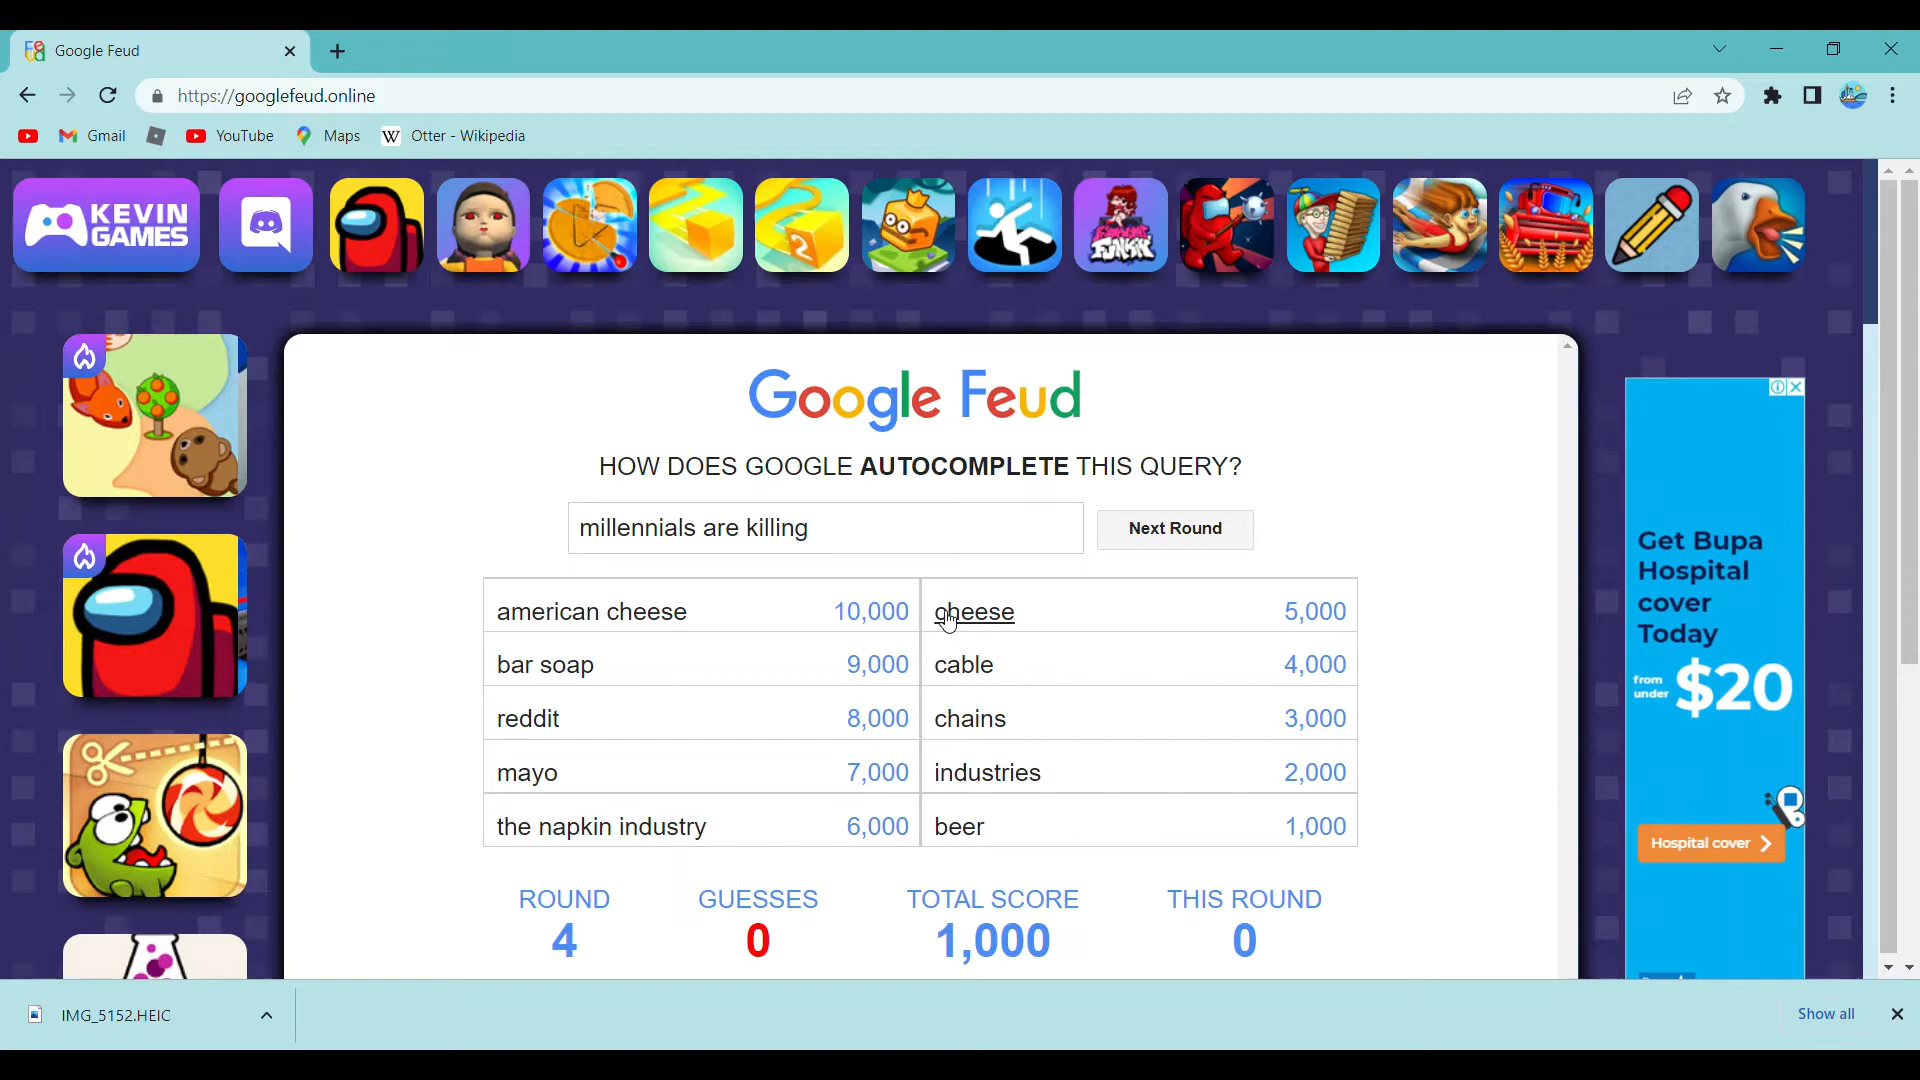 Google Feud
https://googlefeud.online
Gmail YouTube Maps W Otter - Wikipedia
KEVIN
GAMES
2
FUNKIN'
Google Feud
HOW DOES GOOGLE AUTOCOMPLETE THIS QUERY?
millennials are killing Next Round
american cheese 10,000 cheese 5,000
bar soap 9,000 cable 4,000
reddit 8,000 chains 3,000
mayo 7,000 industries 2,000
the napkin industry 6,000 beer 1,000
ROUND GUESSES TOTAL SCORE THIS ROUND
4 0 1,000 0
Get Bupa
Hospital
cover
Today
from
under $20
Hospital cover
IMG_5152.HEIC Show all